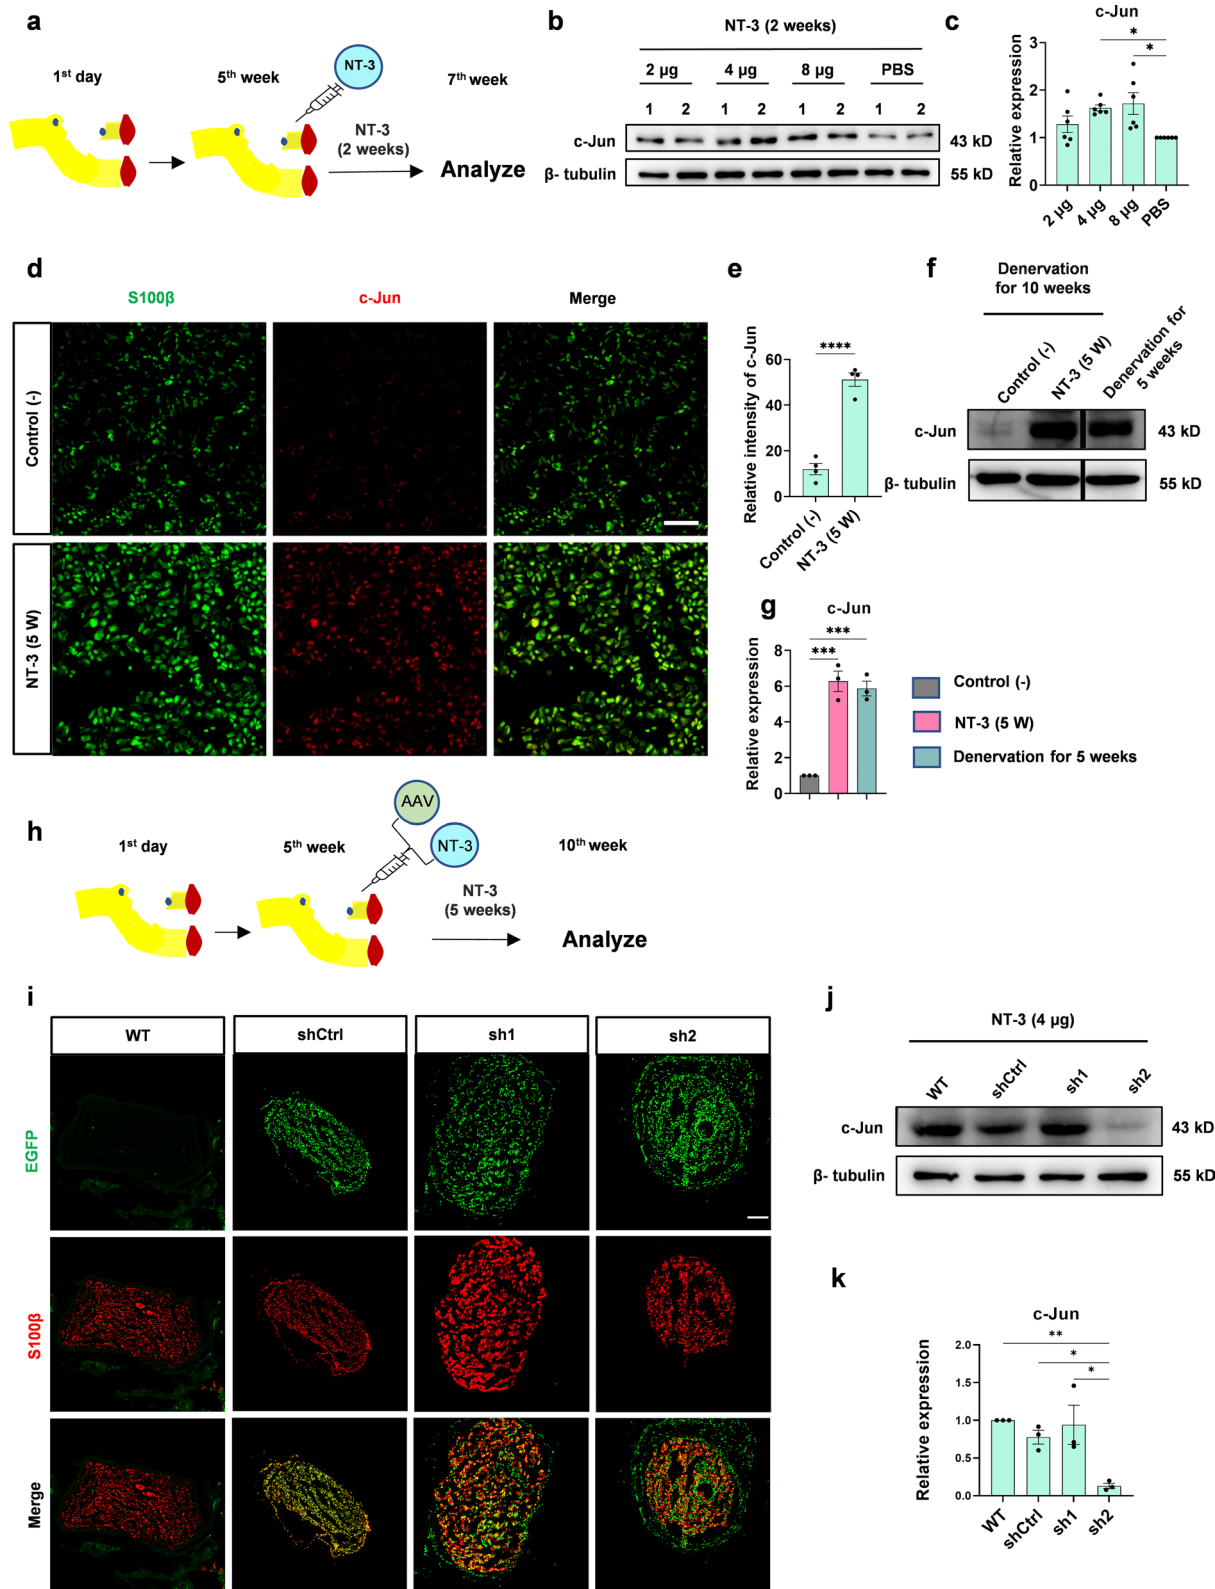 a
1st day
5th week
NT-3
7th week
NT-3
(2 weeks)
Analyze
b
NT-3 (2 weeks)
2 μg
4 μg
8 μg
PBS
1 2 1 2 1 2 1 2
c-Jun
43 kD
β- tubulin
55 kD
c
c-Jun
*
*
Relative expression
3
2
1
0
2 μg
4 μg
8 μg
PBS
d
S100β
c-Jun
Merge
Control (-)
NT-3 (5 W)
e
Relative intensity of c-Jun
****
60
40
20
0
Control (-)
NT-3 (5 W)
f
Denervation
for 10 weeks
Control (-)
NT-3 (5 W)
Denervation for
5 weeks
c-Jun
43 kD
β- tubulin
55 kD
g
c-Jun
***
***
Relative expression
8
6
4
2
0
Control (-)
NT-3 (5 W)
Denervation for 5 weeks
h
1st day
5th week
AAV
NT-3
10th week
NT-3
(5 weeks)
Analyze
i
WT
shCtrl
sh1
sh2
EGFP
S100β
Merge
j
NT-3 (4 μg)
WT
shCtrl
sh1
sh2
c-Jun
43 kD
β- tubulin
55 kD
k
c-Jun
**
*
*
Relative expression
2.0
1.5
1.0
0.5
0.0
WT
shCtrl
sh1
sh2